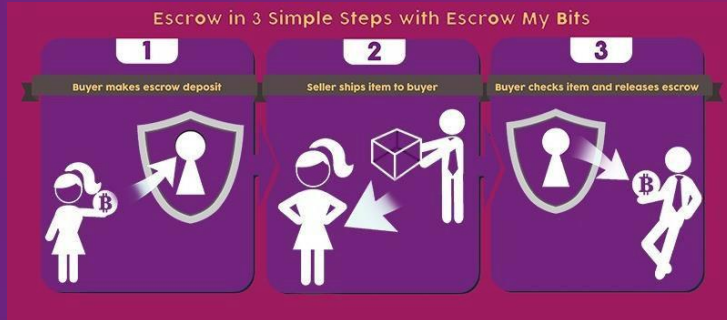 Escrow in 3 Simple Steps with Escrow My Bits
1
2
3
Buyer makes escrow deposit
Seller ships item to buyer
Buyer checks item and releases escrow